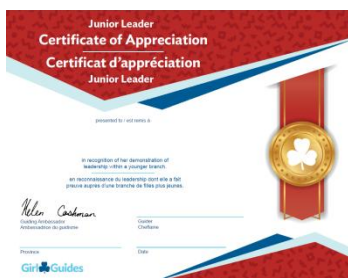 Junior Leader
Certificate of Appreciation
Certificat d'appréciation
Junior Leader
presented to | est remis à
in recognition of her demonstration of
leadership within a younger branch.
en reconnaissance du leadership dont elle a fait
preuve auprès d'une branche de filles plus jeunes.
Helen Cashman
Guiding Ambassador
Ambassadrice du guidisme
Guider
Cheftaine
Province
Date
Girl Guides